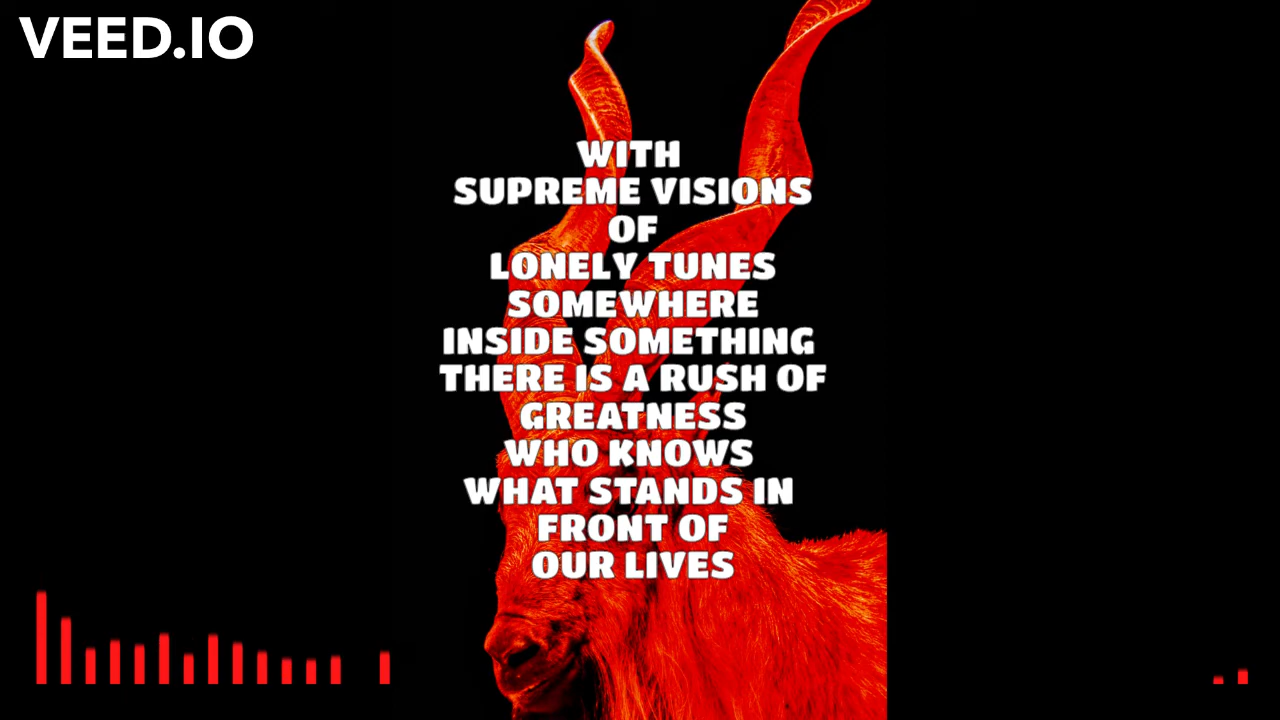 VEED.IO
WITH
SUPREME VISIONS
OF
LONELY TUNES
SOMEWHERE
INSIDE SOMETHING
THERE IS A RUSH OF
GREATNESS
WHO KNOWS
WHAT STANDS IN
FRONT OF
OUR LIVES